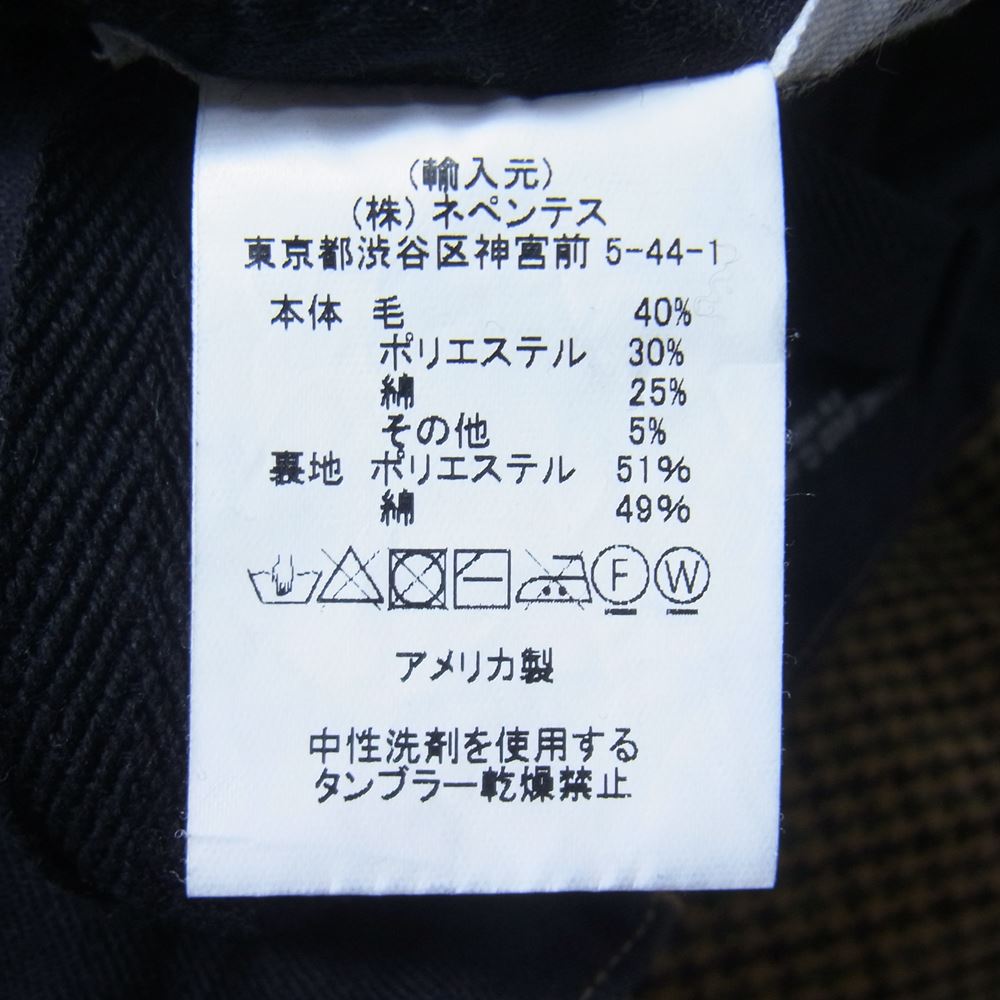 (輸入元)
(株) ネペンテス
東京都渋谷区神宮前 5-44-1
本体 毛 40%
ポリエステル 30%
綿 25%
その他 5%
裏地 ポリエステル 51%
綿 49%
F W
アメリカ製
中性洗剤を使用する
タンブラー乾燥禁止